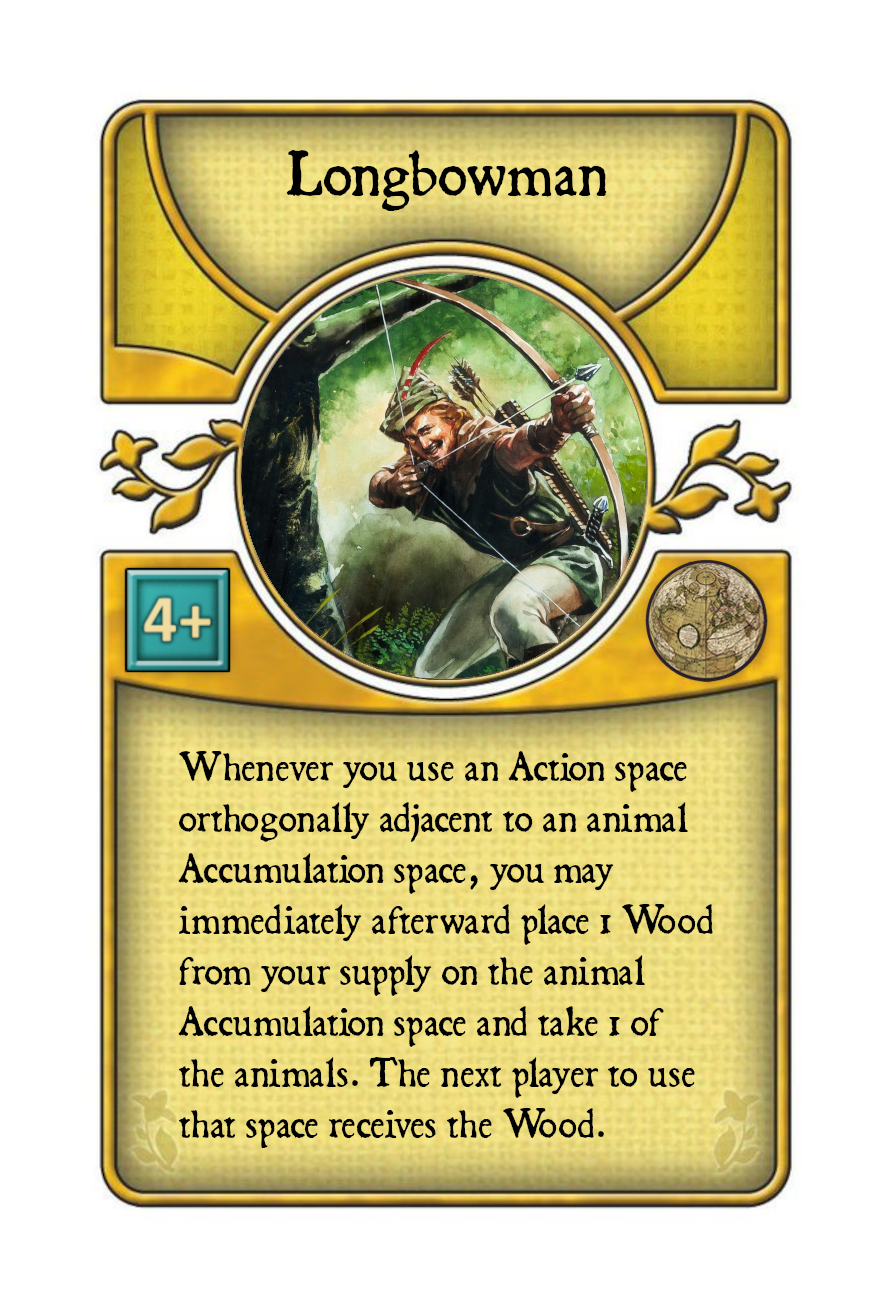 Longbowman
4+
Whenever you use an Action space
orthogonally adjacent to an animal
Accumulation space, you may
immediately afterward place 1 Wood
from your supply on the animal
Accumulation space and take 1 of
the animals. The next player to use
that space receives the Wood.